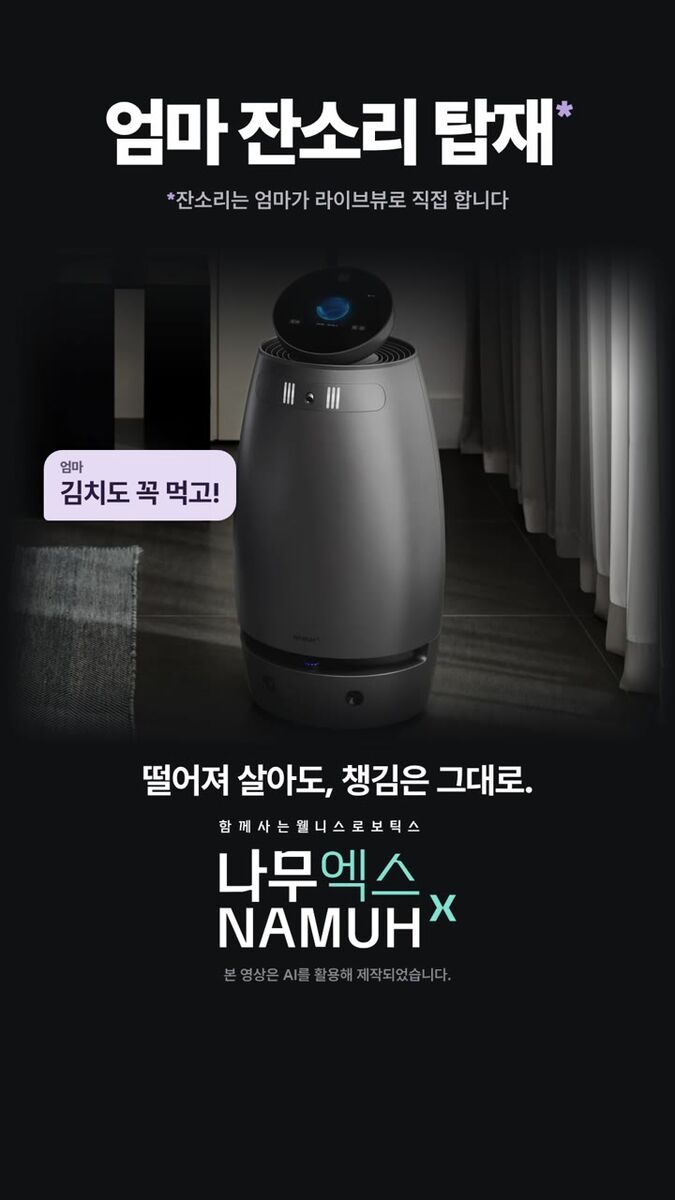 엄마 잔소리 탑재*
*잔소리는 엄마가 라이브뷰로 직접 합니다
엄마
김치도 꼭 먹고!
떨어져 살아도, 챙김은 그대로.
함께사는웰니스로보틱스
나무엑스
NAMUHX
본 영상은 AI를 활용해 제작되었습니다.